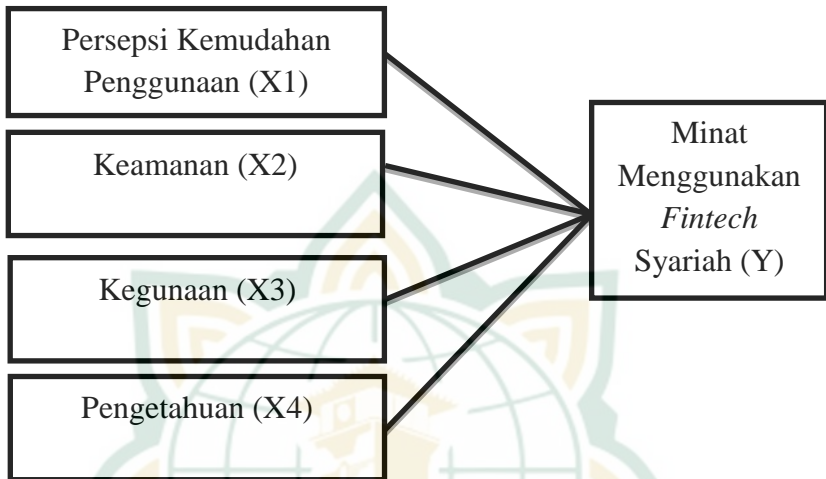 Persepsi Kemudahan
Penggunaan (X1)
Keamanan (X2)
Kegunaan (X3)
Pengetahuan (X4)
Minat
Menggunakan
Fintech
Syariah (Y)